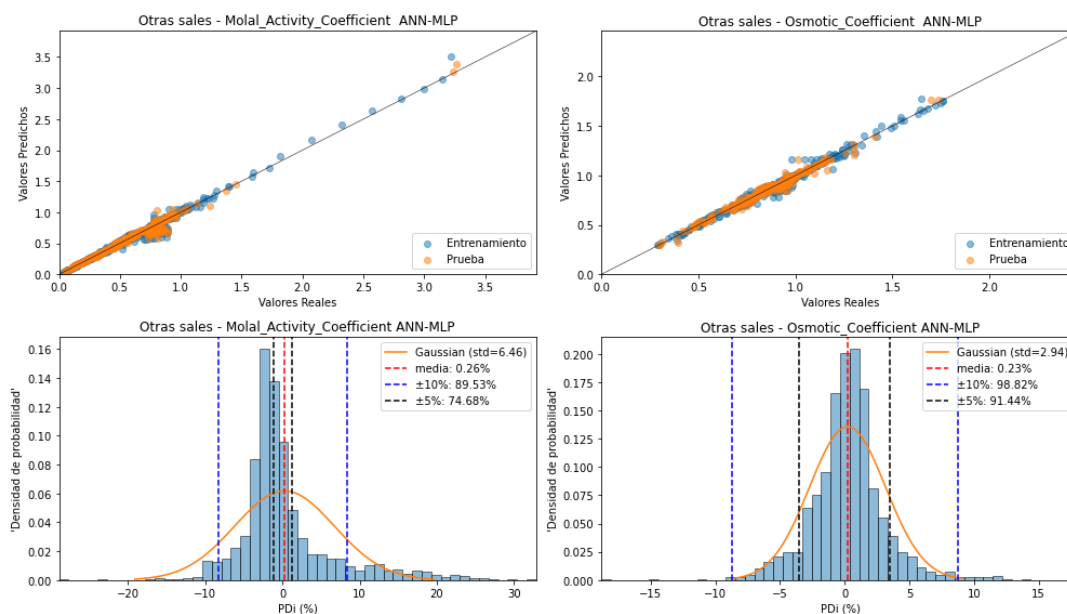 Otras sales - Molal_Activity_Coefficient ANN-MLP
Valores Predichos
3.5
3.0
2.5
2.0
1.5
1.0
0.5
0.0
Entrenamiento
Prueba
0.0 0.5 1.0 1.5 2.0 2.5 3.0 3.5
Valores Reales
Otras sales - Osmotic_Coefficient ANN-MLP
Valores Predichos
2.0
1.5
1.0
0.5
0.0
Entrenamiento
Prueba
0.0 0.5 1.0 1.5 2.0
Valores Reales
Otras sales - Molal_Activity_Coefficient ANN-MLP
'Densidad de probabilidad'
0.16
0.14
0.12
0.10
0.08
0.06
0.04
0.02
0.00
Gaussian (std=6.46)
media: 0.26%
±10%: 89.53%
±5%: 74.68%
−20 −10 0 10 20 30
PDi (%)
Otras sales - Osmotic_Coefficient ANN-MLP
'Densidad de probabilidad'
0.200
0.175
0.150
0.125
0.100
0.075
0.050
0.025
0.000
Gaussian (std=2.94)
media: 0.23%
±10%: 98.82%
±5%: 91.44%
−15 −10 −5 0 5 10 15
PDi (%)